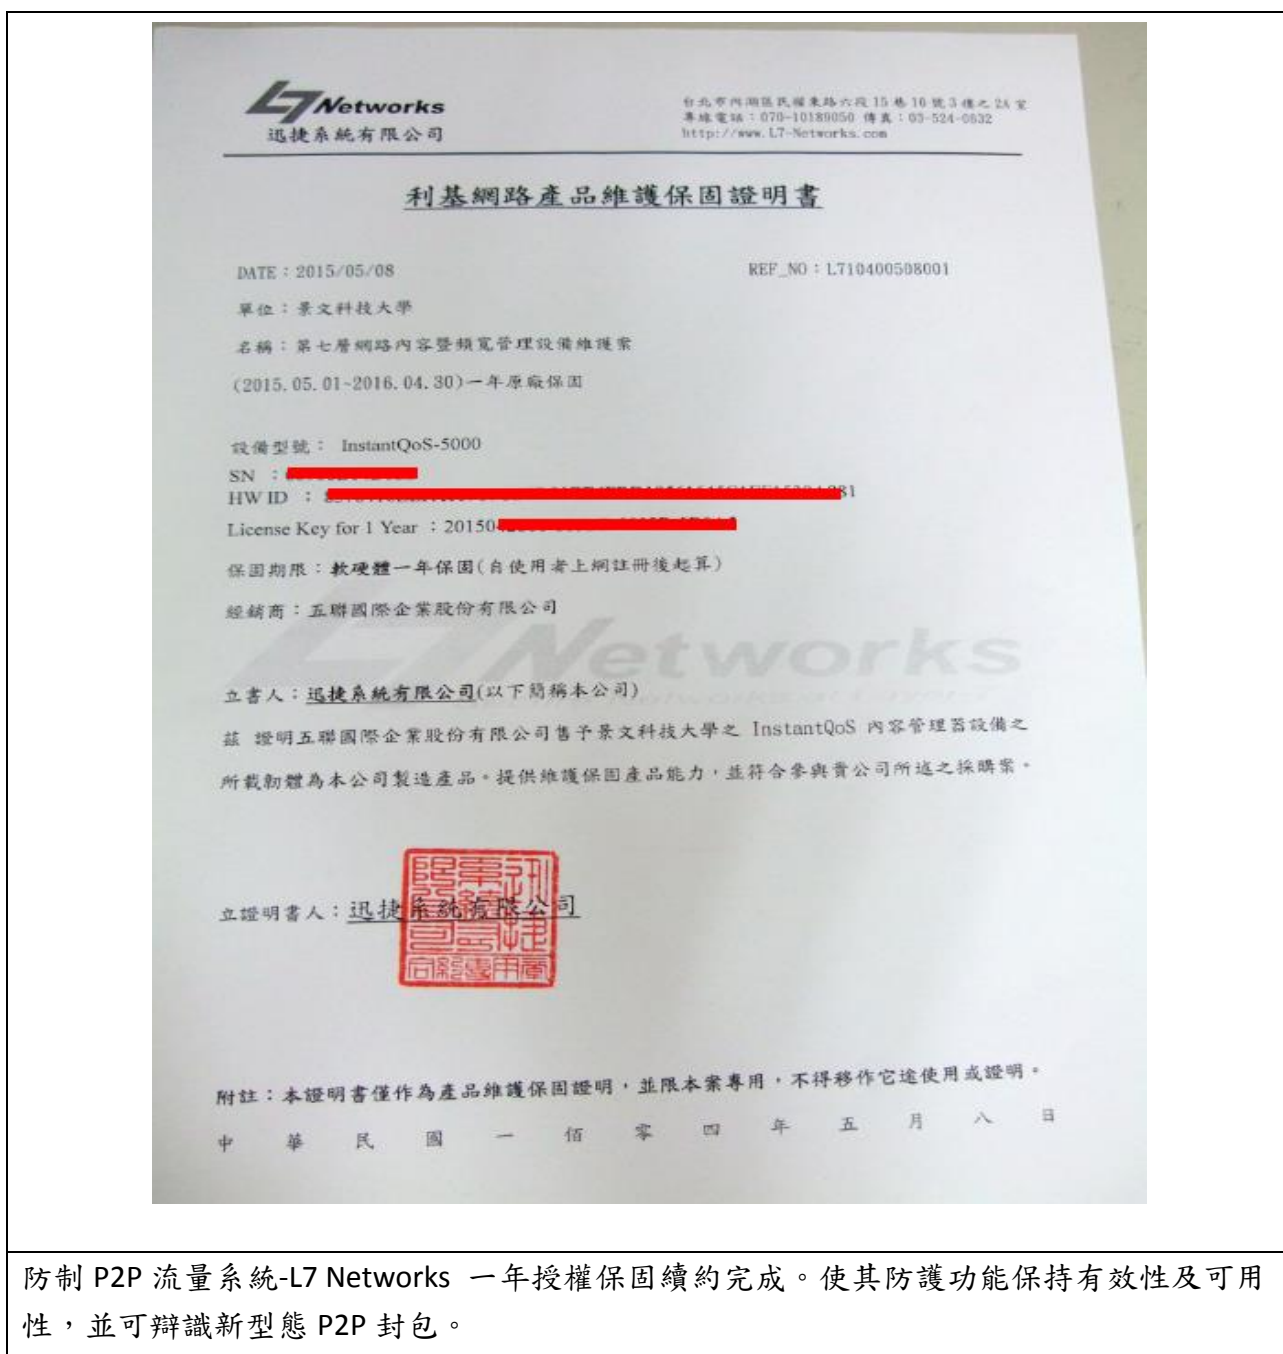 L7 Networks
迅捷系統有限公司
台北市內湖區民權東路六段 15 巷 16 號 3 樓之 2A 室
專線電話：070-10189050 傳真：03-524-0832
http://www.L7-Networks.com
利基網路產品維護保固證明書
DATE：2015/05/08 REF_NO：L710400508001
單位：景文科技大學
名稱：第七層網路內容暨頻寬管理設備維護案
(2015.05.01~2016.04.30)一年原廠保固
設備型號： InstantQoS-5000
SN ：
HW ID ：
License Key for 1 Year ：20150
保固期限：軟硬體一年保固(自使用者上網註冊後起算)
經銷商：五聯國際企業股份有限公司
L7 Networks
立書人：迅捷系統有限公司(以下簡稱本公司)
茲 證明五聯國際企業股份有限公司售予景文科技大學之 InstantQoS 內容管理器設備之
所載韌體為本公司製造產品。提供維護保固產品能力，並符合參與貴公司所述之採購案。
立證明書人：迅捷系統有限公司
附註：本證明書僅作為產品維護保固證明，並限本案專用，不得移作它途使用或證明。
中 華 民 國 一 佰 零 四 年 五 月 八 日
防制 P2P 流量系統-L7 Networks 一年授權保固續約完成。使其防護功能保持有效性及可用
性，並可辯識新型態 P2P 封包。